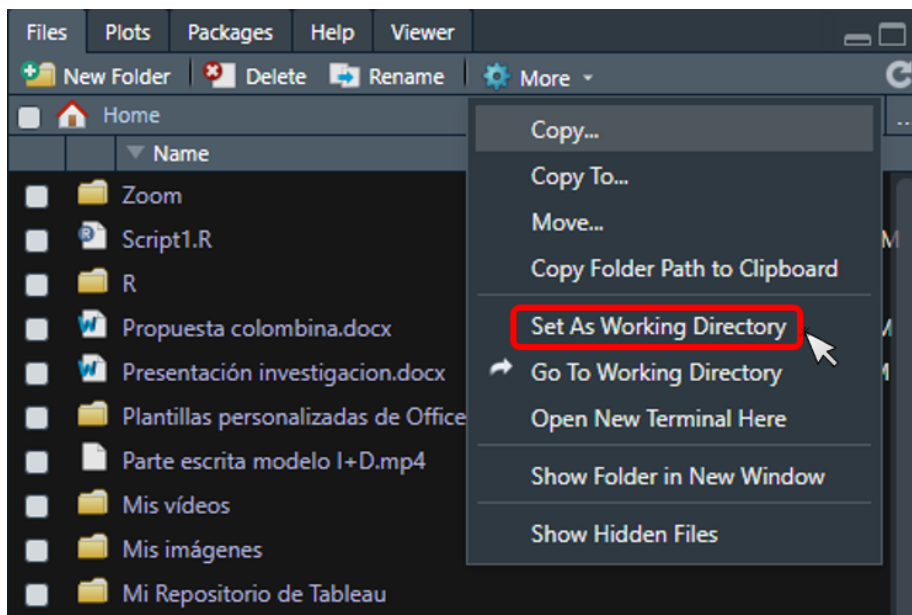 Files Plots Packages Help Viewer
New Folder Delete Rename More
Home Copy... ...
Name
Copy To...
Zoom
Move...
Script1.R M
Copy Folder Path to Clipboard
R
Set As Working Directory
Propuesta colombina.docx
Go To Working Directory
Presentación investigacion.docx
Open New Terminal Here
Plantillas personalizadas de Office
Parte escrita modelo I+D.mp4
Show Folder in New Window
Mis vídeos
Show Hidden Files
Mis imágenes
Mi Repositorio de Tableau